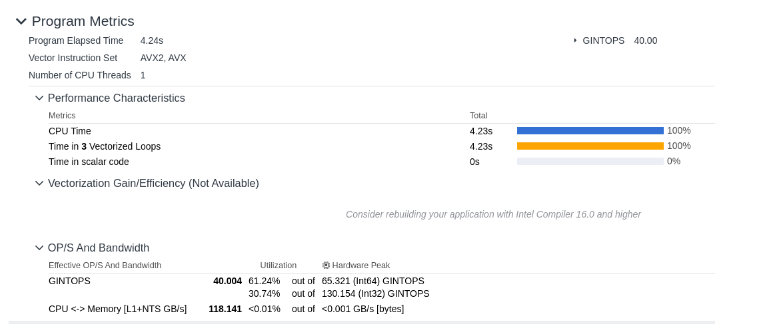 Program Metrics
Program Elapsed Time 4.24s GINTOPS 40.00
Vector Instruction Set AVX2, AVX
Number of CPU Threads 1
Performance Characteristics
Metrics Total
CPU Time 4.23s 100%
Time in 3 Vectorized Loops 4.23s 100%
Time in scalar code 0s 0%
Vectorization Gain/Efficiency (Not Available)
Consider rebuilding your application with Intel Compiler 16.0 and higher
OP/S And Bandwidth
Effective OP/S And Bandwidth Utilization Hardware Peak
GINTOPS 40.004 61.24% out of 65.321 (Int64) GINTOPS
30.74% out of 130.154 (Int32) GINTOPS
CPU <-> Memory [L1+NTS GB/s] 118.141 <0.01% out of <0.001 GB/s [bytes]